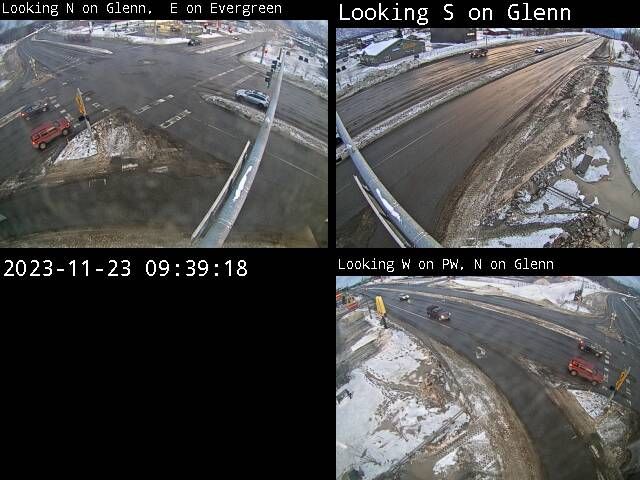 Looking N on Glenn, E on Evergreen
Looking S on Glenn
2023-11-23 09:39:18
Looking W on PW, N on Glenn